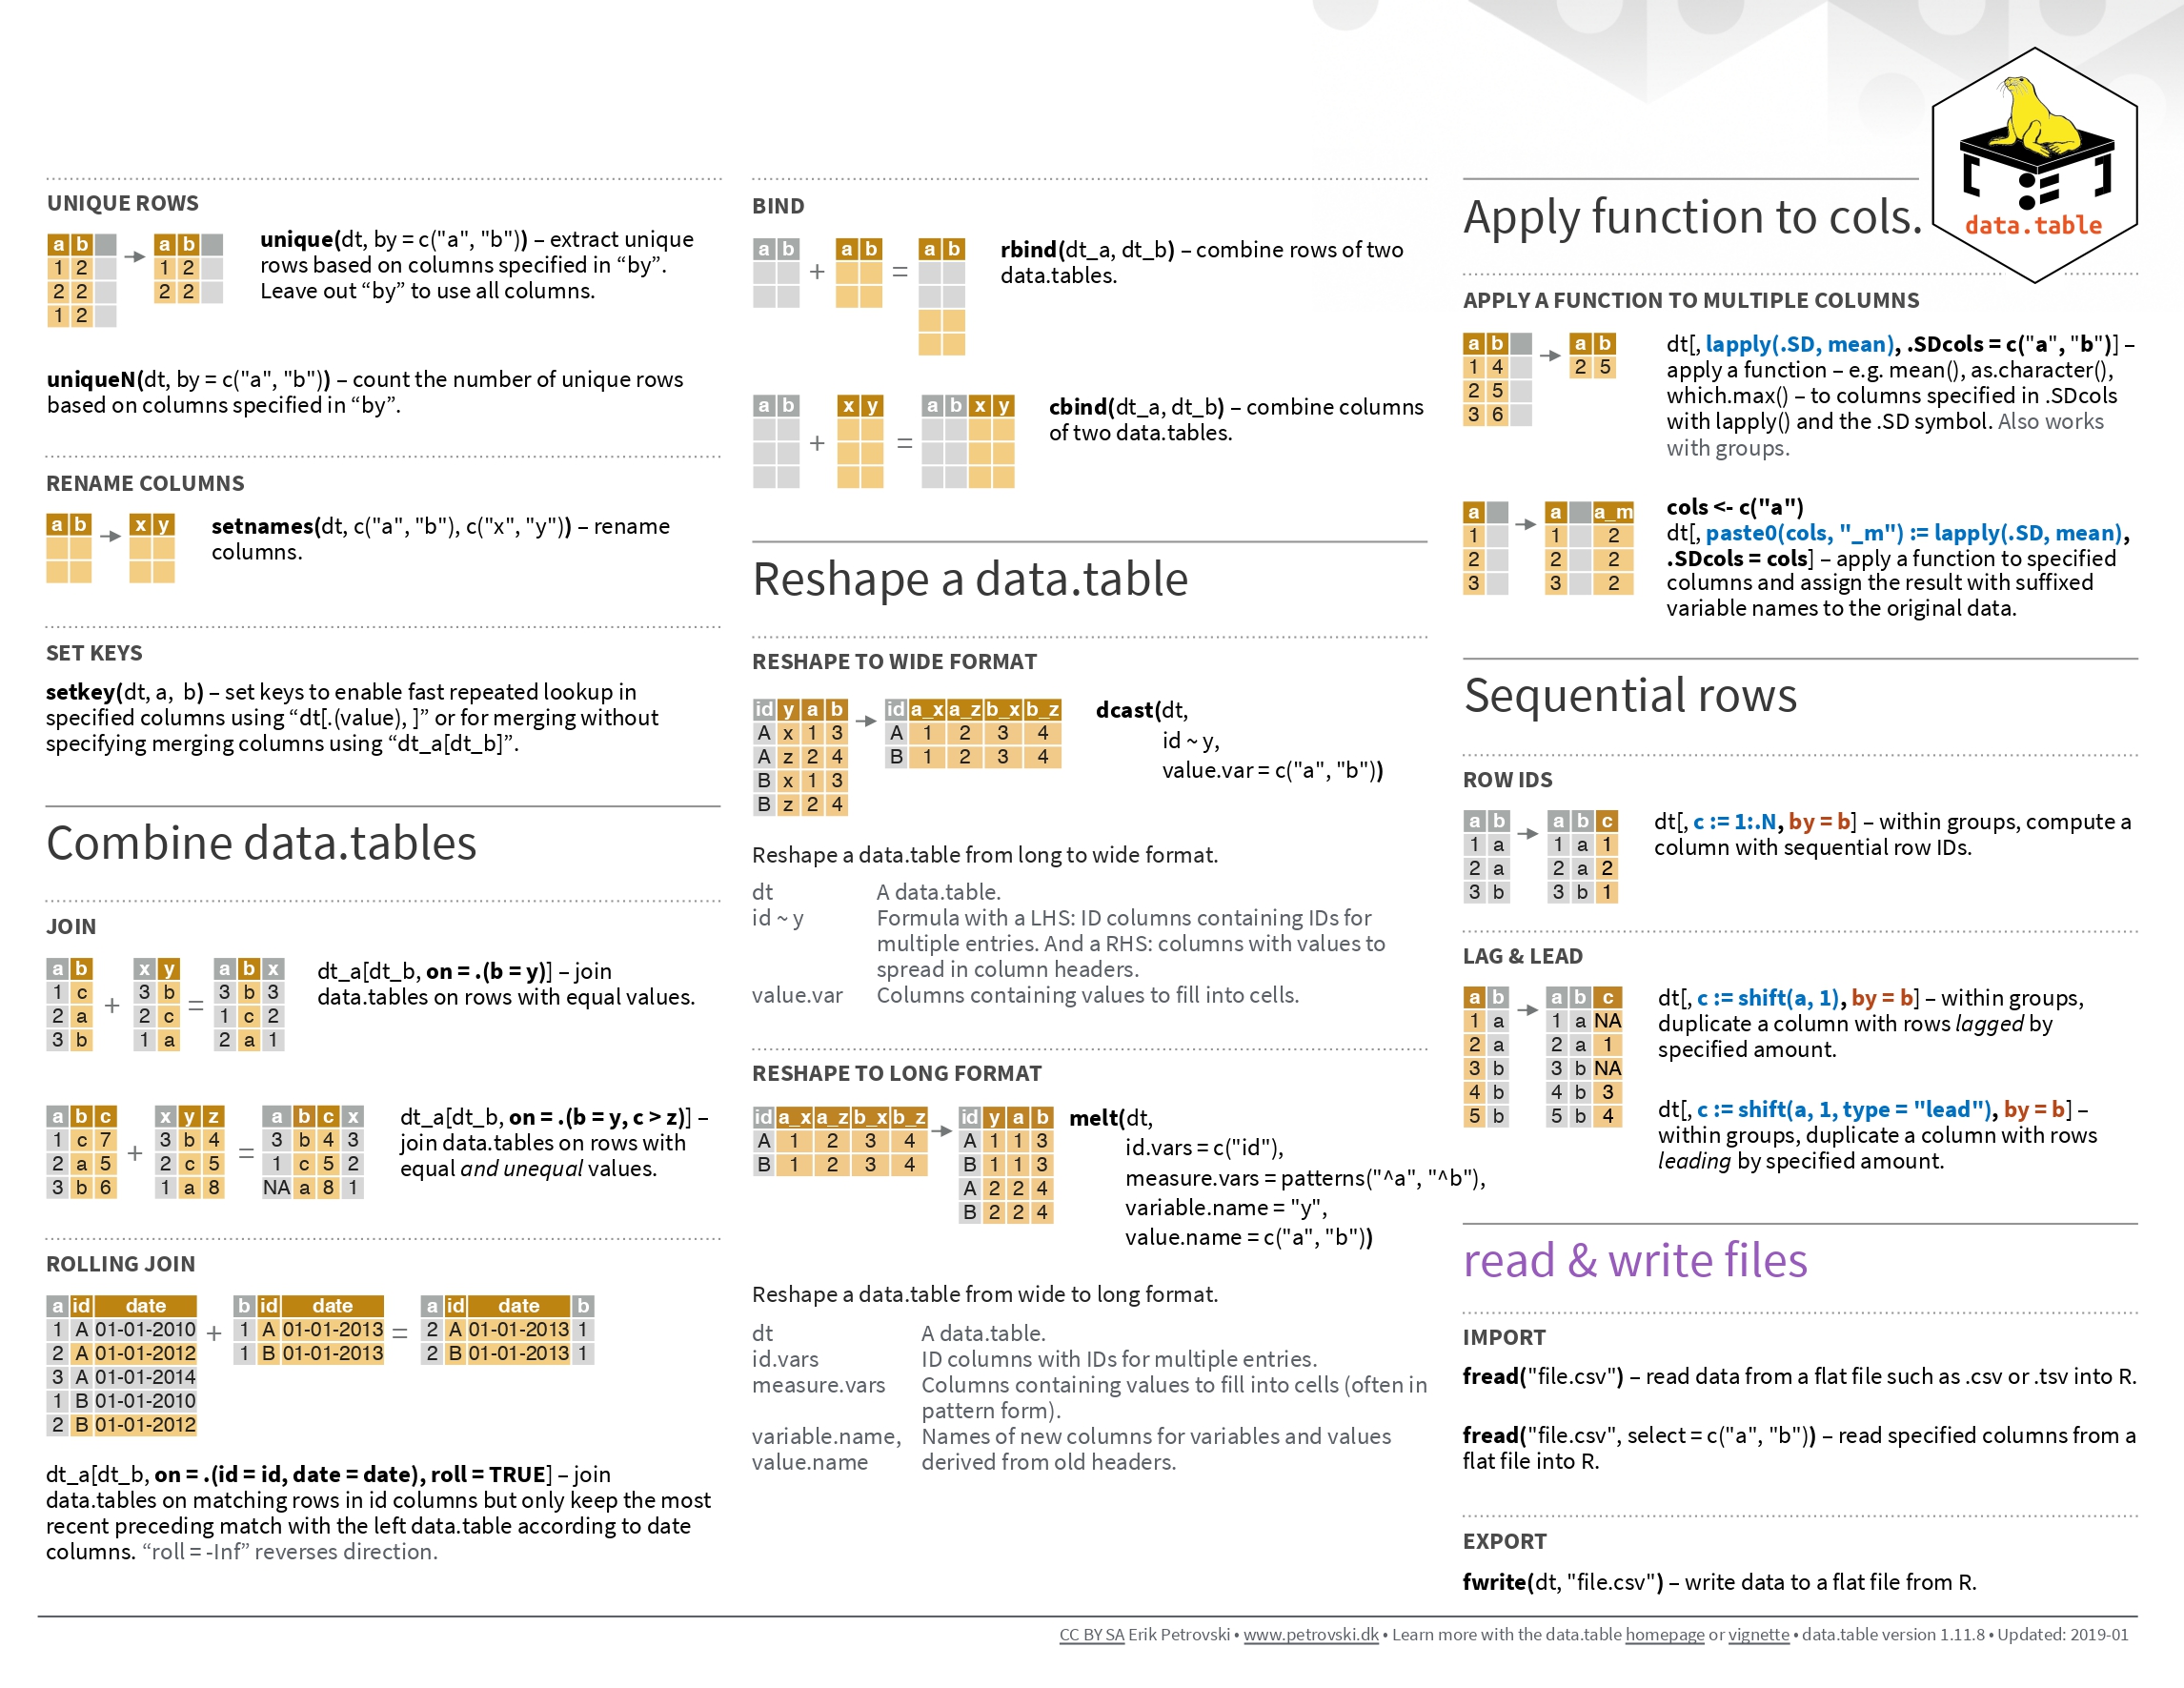 UNIQUE ROWS
a b
1 2
2 2
1 2
a b
1 2
2 2
unique(dt, by = c("a", "b")) – extract unique
rows based on columns specified in “by”.
Leave out “by” to use all columns.
uniqueN(dt, by = c("a", "b")) – count the number of unique rows
based on columns specified in “by”.
RENAME COLUMNS
a b
x y
setnames(dt, c("a", "b"), c("x", "y")) – rename
columns.
SET KEYS
setkey(dt, a, b) – set keys to enable fast repeated lookup in
specified columns using “dt[.(value), ]” or for merging without
specifying merging columns using “dt_a[dt_b]”.
Combine data.tables
JOIN
a b
1 c
2 a
3 b
+
x y
3 b
2 c
1 a
=
a b x
3 b 3
1 c 2
2 a 1
dt_a[dt_b, on = .(b = y)] – join
data.tables on rows with equal values.
a b c
1 c 7
2 a 5
3 b 6
+
x y z
3 b 4
2 c 5
1 a 8
=
a b c x
3 b 4 3
1 c 5 2
NA a 8 1
dt_a[dt_b, on = .(b = y, c > z)] –
join data.tables on rows with
equal and unequal values.
ROLLING JOIN
a id date
1 A 01-01-2010
2 A 01-01-2012
3 A 01-01-2014
1 B 01-01-2010
2 B 01-01-2012
+
b id date
1 A 01-01-2013
1 B 01-01-2013
=
a id date b
2 A 01-01-2013 1
2 B 01-01-2013 1
dt_a[dt_b, on = .(id = id, date = date), roll = TRUE] – join
data.tables on matching rows in id columns but only keep the most
recent preceding match with the left data.table according to date
columns. “roll = -Inf” reverses direction.
BIND
a b
+
a b
=
a b
rbind(dt_a, dt_b) – combine rows of two
data.tables.
a b
+
x y
=
a b x y
cbind(dt_a, dt_b) – combine columns
of two data.tables.
Reshape a data.table
RESHAPE TO WIDE FORMAT
id y a b
A x 1 3
A z 2 4
B x 1 3
B z 2 4
id a_x a_z b_x b_z
A 1 2 3 4
B 1 2 3 4
dcast(dt,
id ~ y,
value.var = c("a", "b"))
Reshape a data.table from long to wide format.
dt A data.table.
id ~ y Formula with a LHS: ID columns containing IDs for
multiple entries. And a RHS: columns with values to
spread in column headers.
value.var Columns containing values to fill into cells.
RESHAPE TO LONG FORMAT
id a_x a_z b_x b_z
A 1 2 3 4
B 1 2 3 4
id y a b
A 1 1 3
B 1 1 3
A 2 2 4
B 2 2 4
melt(dt,
id.vars = c("id"),
measure.vars = patterns("^a", "^b"),
variable.name = "y",
value.name = c("a", "b"))
Reshape a data.table from wide to long format.
dt A data.table.
id.vars ID columns with IDs for multiple entries.
measure.vars Columns containing values to fill into cells (often in
pattern form).
variable.name, Names of new columns for variables and values
value.name derived from old headers.
data.table
Apply function to cols.
APPLY A FUNCTION TO MULTIPLE COLUMNS
a b
1 4
2 5
3 6
a b
2 5
dt[, lapply(.SD, mean), .SDcols = c("a", "b")] –
apply a function – e.g. mean(), as.character(),
which.max() – to columns specified in .SDcols
with lapply() and the .SD symbol. Also works
with groups.
a
1
2
3
a a_m
1 2
2 2
3 2
cols <- c("a")
dt[, paste0(cols, "_m") := lapply(.SD, mean),
.SDcols = cols] – apply a function to specified
columns and assign the result with suffixed
variable names to the original data.
Sequential rows
ROW IDS
a b
1 a
2 a
3 b
a b c
1 a 1
2 a 2
3 b 1
dt[, c := 1:.N, by = b] – within groups, compute a
column with sequential row IDs.
LAG & LEAD
a b
1 a
2 a
3 b
4 b
5 b
a b c
1 a NA
2 a 1
3 b NA
4 b 3
5 b 4
dt[, c := shift(a, 1), by = b] – within groups,
duplicate a column with rows lagged by
specified amount.
dt[, c := shift(a, 1, type = "lead"), by = b] –
within groups, duplicate a column with rows
leading by specified amount.
read & write files
IMPORT
fread("file.csv") – read data from a flat file such as .csv or .tsv into R.
fread("file.csv", select = c("a", "b")) – read specified columns from a
flat file into R.
EXPORT
fwrite(dt, "file.csv") – write data to a flat file from R.
CC BY SA Erik Petrovski • www.petrovski.dk • Learn more with the data.table homepage or vignette • data.table version 1.11.8 • Updated: 2019-01